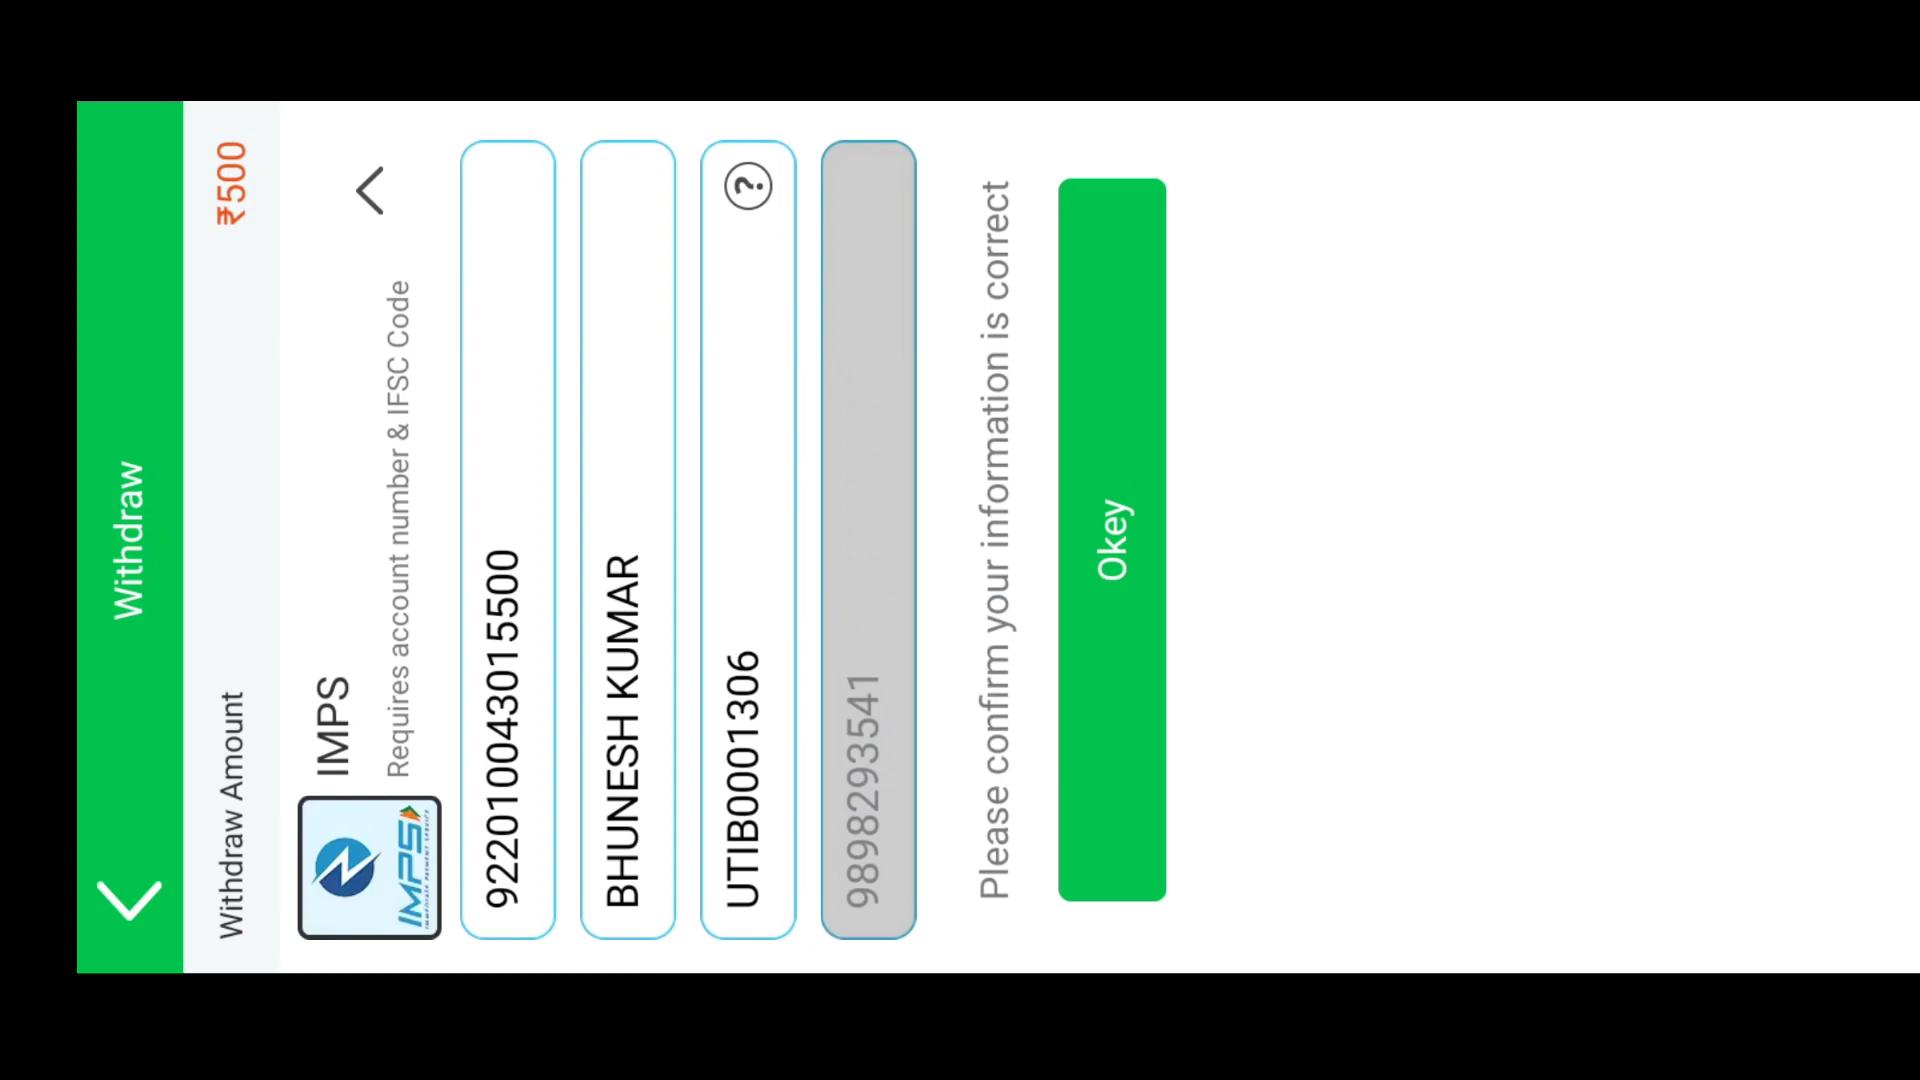 Withdraw
Withdraw Amount ₹500
IMPS
Requires account number & IFSC Code
IMPS
922010043015500
BHUNESH KUMAR
UTIB0001306
9898293541
Please confirm your information is correct
Okey